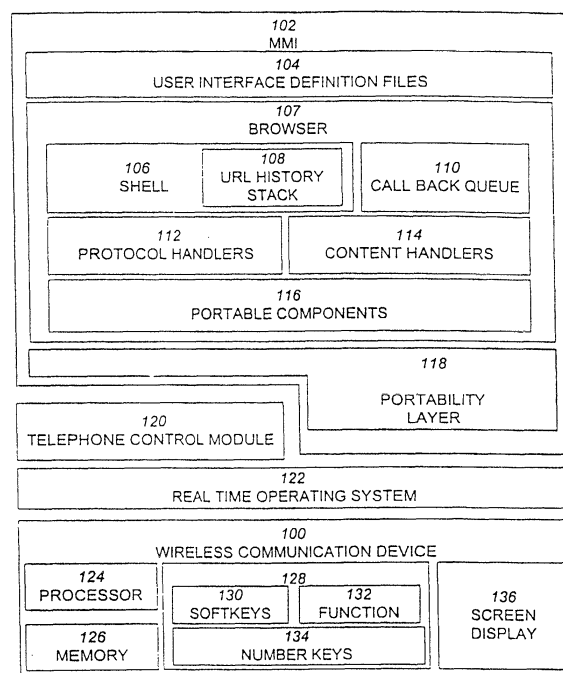 102
MMI
104
USER INTERFACE DEFINITION FILES
107
BROWSER
106
SHELL
108
URL HISTORY
STACK
110
CALL BACK QUEUE
112
PROTOCOL HANDLERS
114
CONTENT HANDLERS
116
PORTABLE COMPONENTS
118
PORTABILITY
LAYER
120
TELEPHONE CONTROL MODULE
122
REAL TIME OPERATING SYSTEM
100
WIRELESS COMMUNICATION DEVICE
124
PROCESSOR
126
MEMORY
128
130
SOFTKEYS
132
FUNCTION
134
NUMBER KEYS
136
SCREEN
DISPLAY